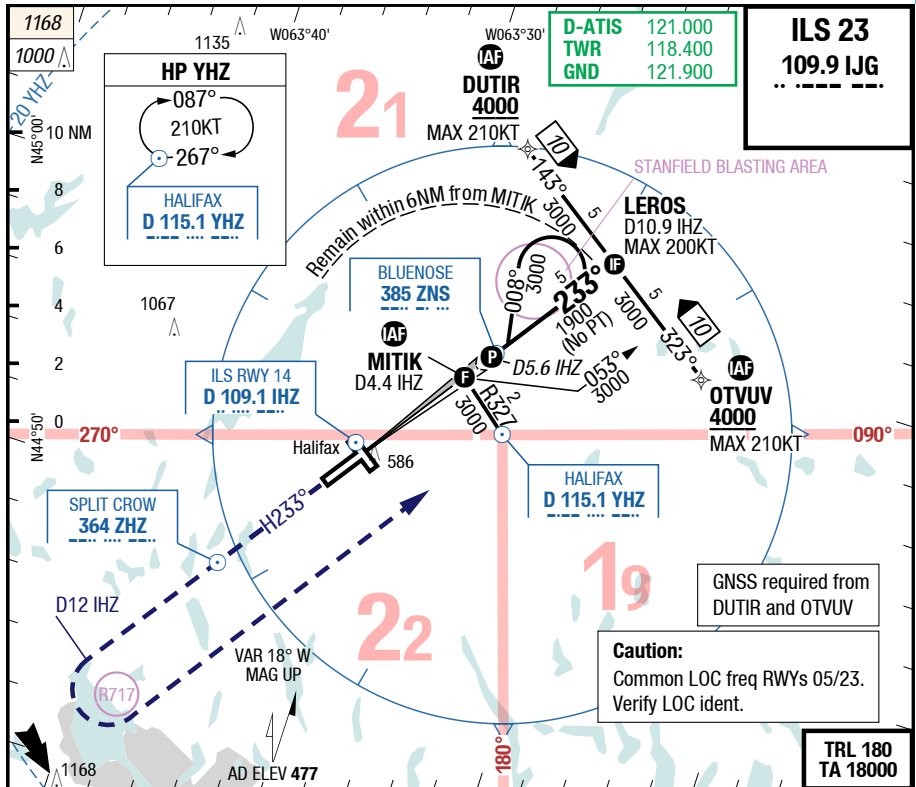 1168
1000
1135
W063°40'
W063°30'
D-ATIS 121.000
TWR 118.400
GND 121.900
ILS 23
109.9 IJG
20 YHZ
HP YHZ
087°
210KT
267°
HALIFAX
D 115.1 YHZ
N45°00'
10 NM
8
6
4
2
0
N44°50'
21
IAF
DUTIR
4000
MAX 210KT
10
STANFIELD BLASTING AREA
143°
5
3000
LEROS
D10.9 IHZ
MAX 200KT
IF
Remain within 6NM from MITIK
BLUENOSE
385 ZNS
008°
3000
5
233°
1900
(No PT)
5
3000
10
323°
1067
IAF
MITIK
D4.4 IHZ
P
F
D5.6 IHZ
053°
3000
IAF
OTVUV
4000
MAX 210KT
ILS RWY 14
D 109.1 IHZ
R327
2
3000
270°
090°
Halifax
586
HALIFAX
D 115.1 YHZ
SPLIT CROW
364 ZHZ
H233°
19
GNSS required from
DUTIR and OTVUV
D12 IHZ
22
VAR 18° W
MAG UP
Caution:
Common LOC freq RWYs 05/23.
Verify LOC ident.
R717
180°
1168
AD ELEV 477
TRL 180
TA 18000